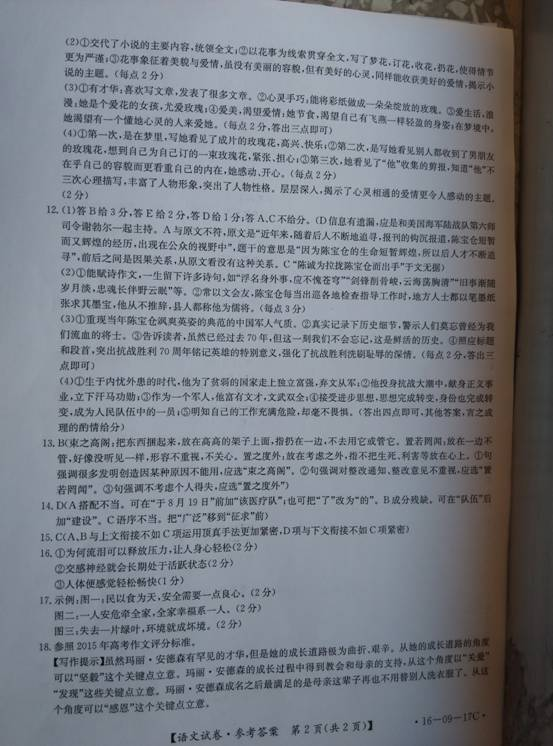 (2)①交代了小说的主要内容,统领全文;②以花事为线索贯穿全文,写了梦花,订花,收花,扔花,使得情节
更为严谨;③花事象征着美貌与爱情,虽没有美丽的容貌,但有美好的心灵,同样能收获美好的爱情,揭示小
说的主题。(每点2分)
(3)①有才华:喜欢写文章,发表了很多文章。②心灵手巧:能将彩纸做成一朵朵绽放的玫瑰。③爱生活,浪
漫:她是个爱花的女孩,尤爱玫瑰;④爱美,渴望爱情:她节食,渴望自己有飞燕一样轻盈的身姿;在梦境中,
她渴望有一个懂她心灵的人来爱她。(每点2分,答出三点即可)
(4)①第一次,是在梦里,写她看见了成片的玫瑰花,高兴、快乐;②第二次,是写她看见别人都收到了男朋友
的玫瑰花,想到自己为自己订的一束玫瑰花,紧张、担心;③第三次,她看见了“他”收集的剪报,知道“他”不
在乎自己的容貌而更看重自己的内在,她感动、开心。(每点2分)
三次心理描写,丰富了人物形象,突出了人物性格。层层深入,揭示了心灵相通的爱情更令人感动的主题。
(2分)
12.(1)答B给3分,答E给2分,答D给1分;答A、C不给分。(D信息有遗漏,应是和美国海军陆战队第六师
司令谢勃尔一起主持。A与原文不符,原文是“近年来,随着后人不断地追寻,报刊的钩沉报道,陈宝仓短暂
而又辉煌的经历,出现在公众的视野中”,题干的意思是“因为陈宝仓的生命短暂辉煌,所以后人才不断追
寻”,前后之间是因果关系,从原文看没有这种关系。C“陈诚为拉拢陈宝仓而出手”于文无据)
(2)①能赋诗作文,一生留下许多诗句,如“浮名身外事,应不愧苍穹”“剑锋削骨峻,云海荡胸清”“旧事渐随
岁月淡,忠魂长伴野云眠”等。②常以文会友,陈宝仓每当出巡各地检查指导工作时,地方人士都以笔墨纸
张求其墨宝,他从不推辞,县人都称他为儒将。(每点3分)
(3)①重现当年陈宝仓飒爽英姿的典范的中国军人气质。②真实记录下历史细节,警示人们莫忘曾经为我
们流血的将士。③告诉读者,虽然已经过去70年,但这一刻我们不会忘记,这是鲜活的历史。④照应标题
和段首,突出抗战胜利70周年铭记英雄的特别意义,强化了抗战胜利洗刷耻辱的深情。(每点2分,答出三
点即可)
(4)①生于内忧外患的时代,他为了贫弱的国家走上独立富强,弃文从军;②他投身抗战大潮中,献身正义事
业,立下汗马功勋;③作为一个军人,他富有文才,文武双全;④接受进步思想,思想完成转变,身份也完成转
变,成为人民队伍中的一员;⑤明知自己的工作充满危险,却毫不畏惧。(答出四点即可,其他答案,言之成
理的酌情给分)
13.B(束之高阁:把东西捆起来,放在高高的架子上面,指扔在一边,不去用它或管它。置若罔闻:放在一边不
管,好像没听见一样,形容不重视,不关心。置之度外:放在考虑之外,指不把生死、利害等放在心上。①句
强调很多发明创造因某种原因不能用,应选“束之高阁”。②句强调对整改通知、整改意见不重视,应选“置
若罔闻”。③句强调不考虑个人得失,应选“置之度外”)
14.D(A搭配不当。可在“于8月19日”前加“该医疗队”;也可把“了”改为“的”。B成分残缺。可在“队伍”后
加“建设”。C语序不当。把“广泛”移到“征求”前)
15.C(A、B与上文衔接不如C项运用顶真手法更加紧密,D项与下文衔接不如C项紧密)
16.①为何流泪可以释放压力,让人身心轻松(2分)
②交感神经就会长期处于活跃状态(2分)
③人体便感觉轻松畅快(1分)
17.示例:图一:民以食为天,安全需要一点良心。(2分)
图二:一人安危牵全家,全家幸福系一人。(2分)
图三:失去一片绿叶,环境就成坏境。(2分)
18.参照2015年高考作文评分标准。
【写作提示】虽然玛丽·安德森有罕见的才华,但是她的成长道路极为曲折、艰辛。从她的成长道路的角度
可以“坚毅”这个关键点立意。玛丽·安德森的成长过程中得到教会和母亲的支持,从这个角度以“关爱”
“发现”这些关键点立意。玛丽·安德森成名之后最满足的是母亲这辈子再也不用替别人洗衣服了。从这
个角度可以“感恩”这个关键点立意。
【语文试卷·参考答案 第2页(共2页)】
·16-09-17C·